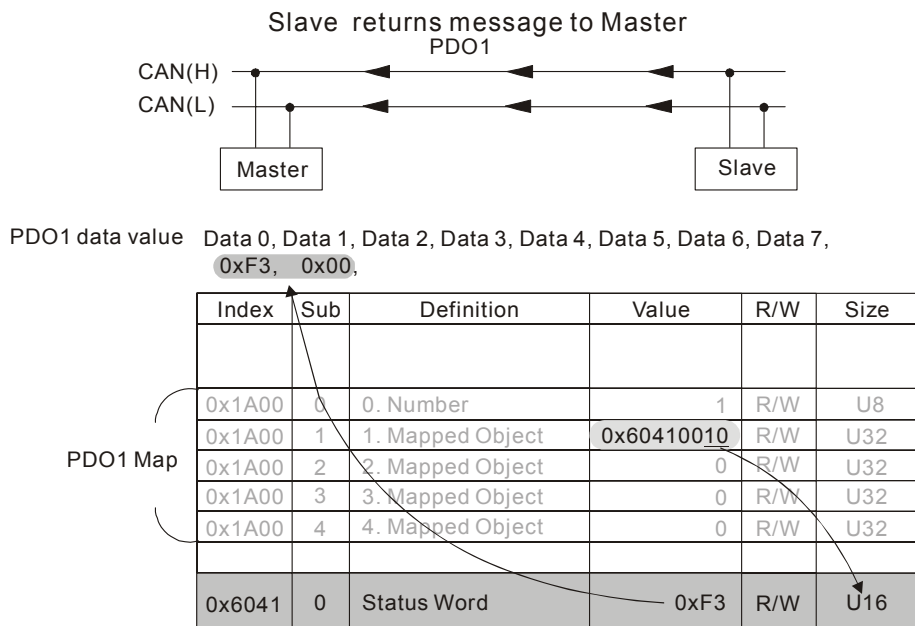 Slave returns message to Master
PDO1
CAN(H)
CAN(L)
Master
Slave
PDO1 data value Data 0, Data 1, Data 2, Data 3, Data 4, Data 5, Data 6, Data 7,
0xF3, 0x00,
Index Sub Definition Value R/W Size
0x1A00 0 0. Number 1 R/W U8
0x1A00 1 1. Mapped Object 0x60410010 R/W U32
PDO1 Map
0x1A00 2 2. Mapped Object 0 R/W U32
0x1A00 3 3. Mapped Object 0 R/W U32
0x1A00 4 4. Mapped Object 0 R/W U32
0x6041 0 Status Word 0xF3 R/W U16